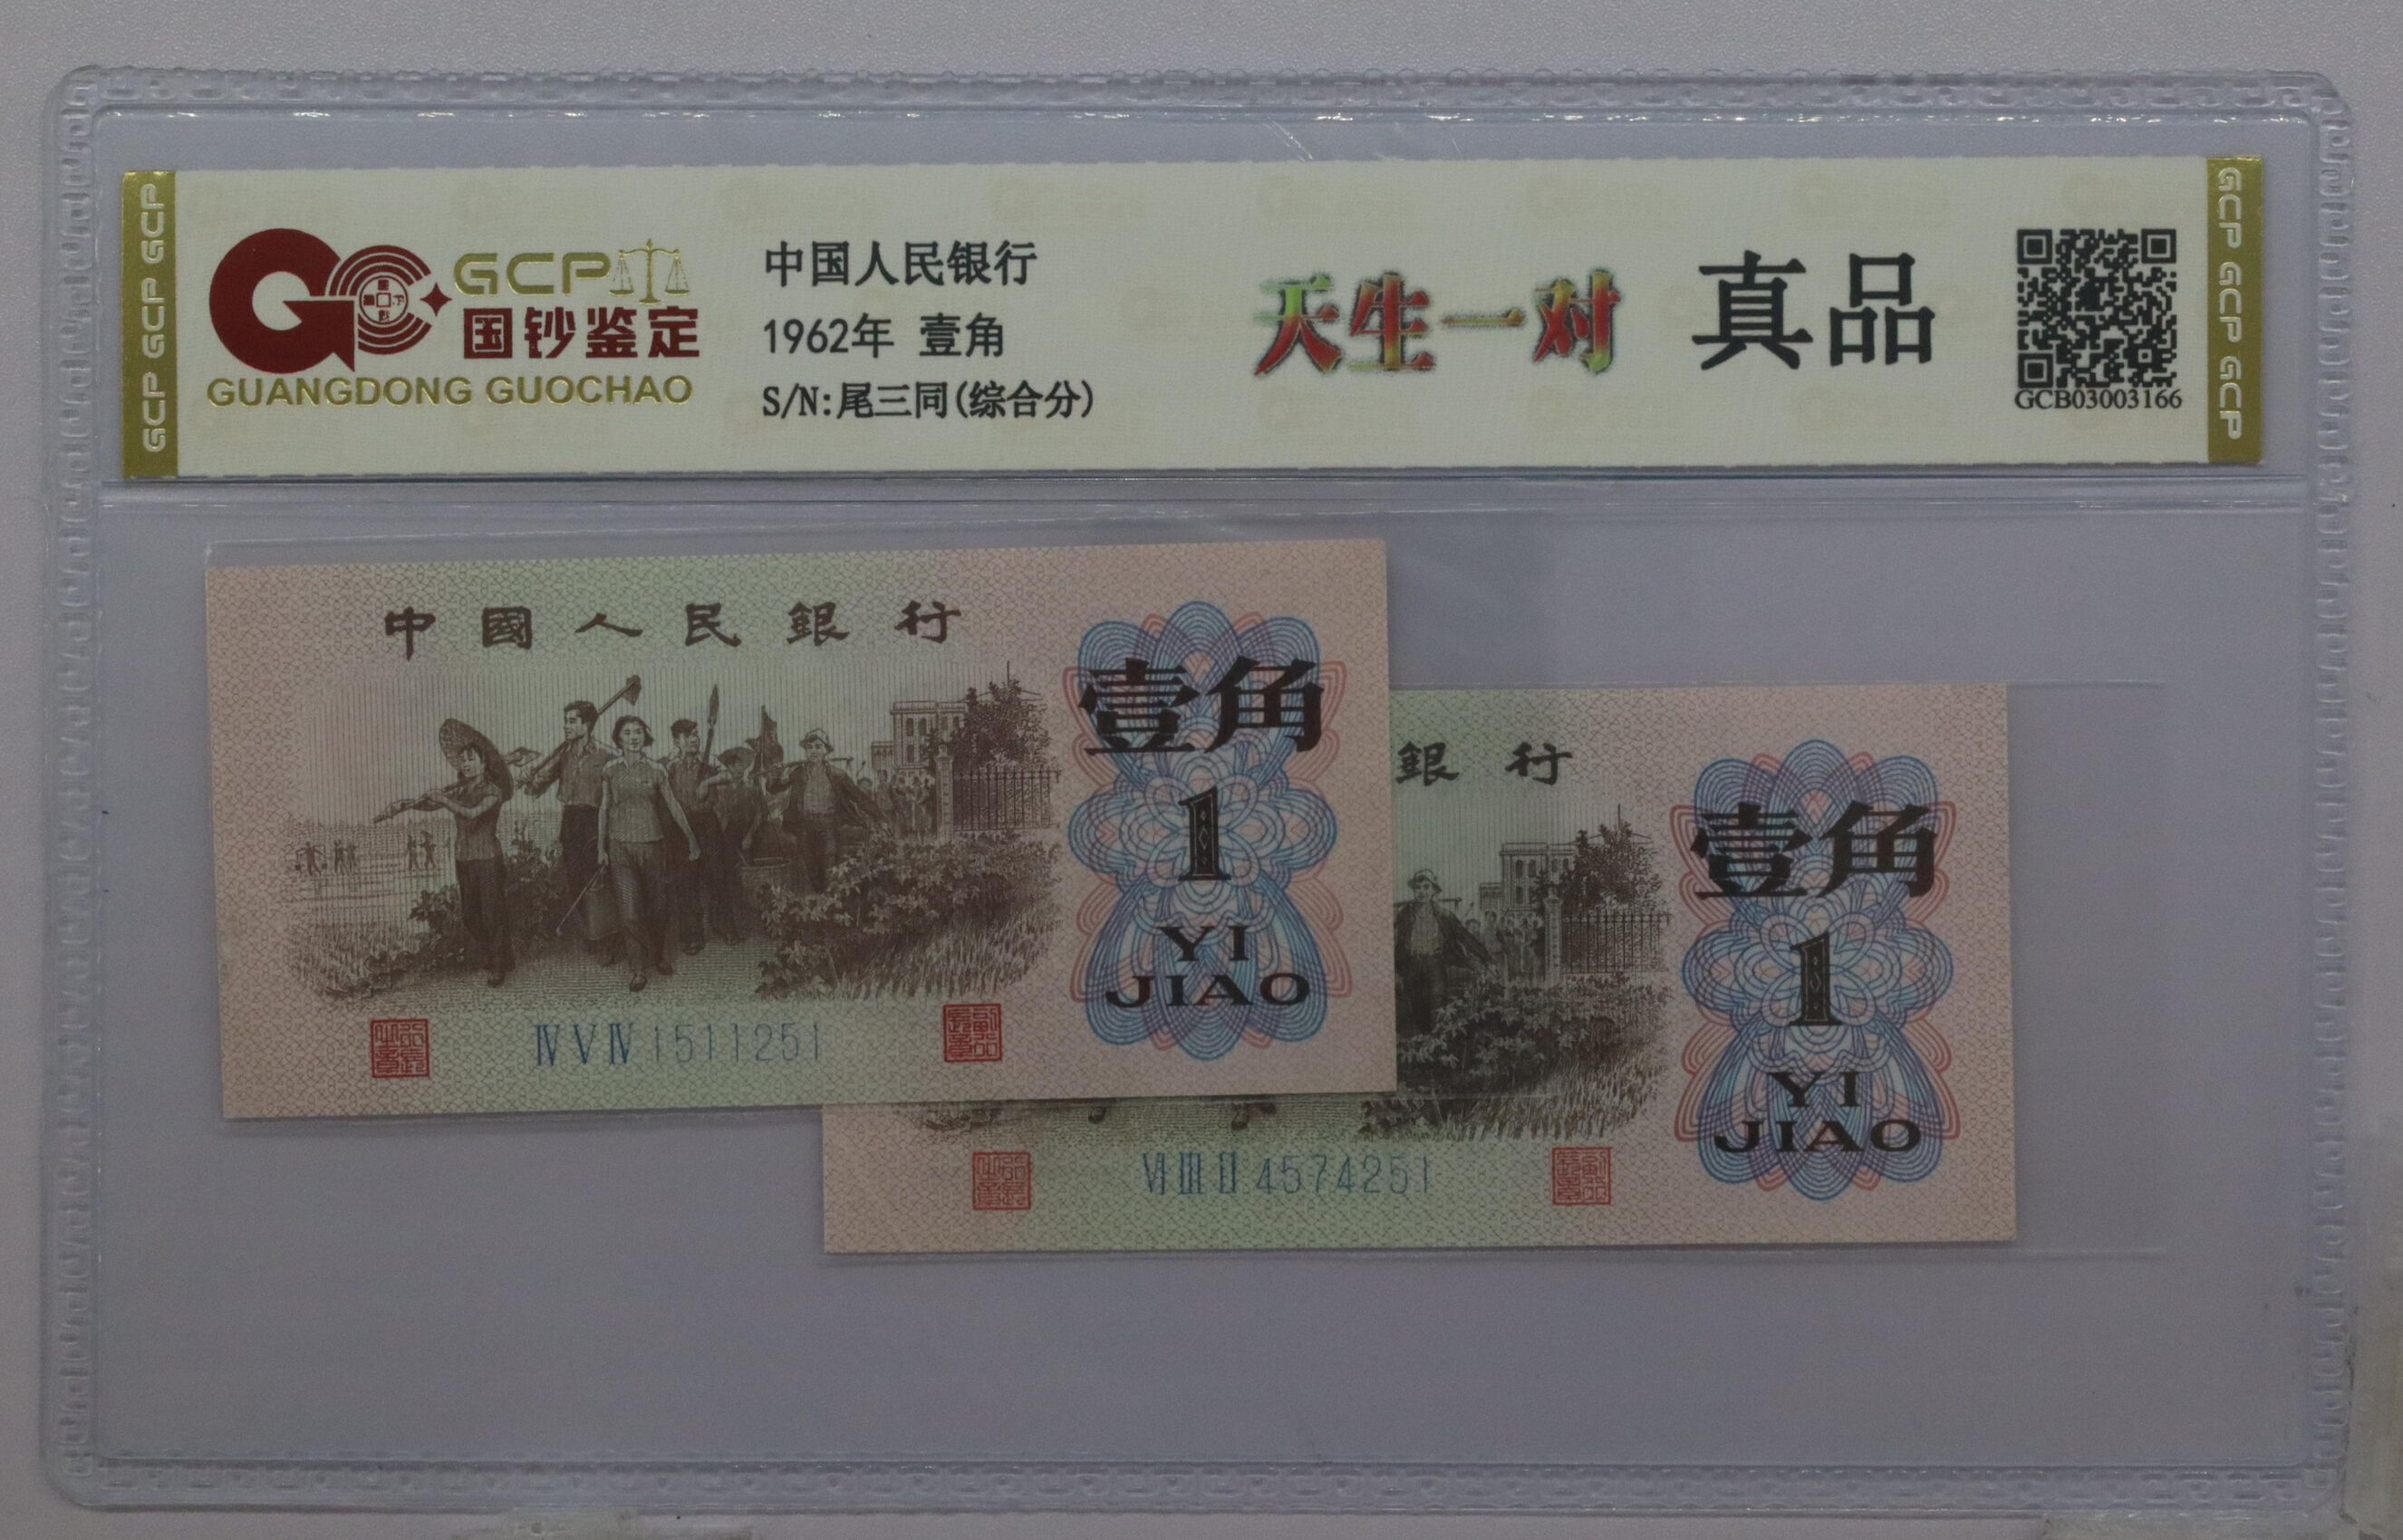 GCP GCP GCP
GCP
国钞鉴定
GUANGDONG GUOCHAO
中国人民银行
1962年 壹角
S/N:尾三同(综合分)
天生一对
真品
GCB03003166
GCP GCP GCP
中國人民銀行
壹角
1
YI
JIAO
ⅣⅤⅣ 1511251
銀行
壹角
1
YI
JIAO
ⅥⅢⅡ 4574251